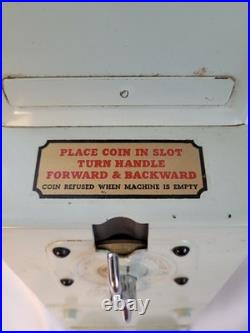 PLACE COIN IN SLOT
TURN HANDLE
FORWARD & BACKWARD
COIN REFUSED WHEN MACHINE IS EMPTY